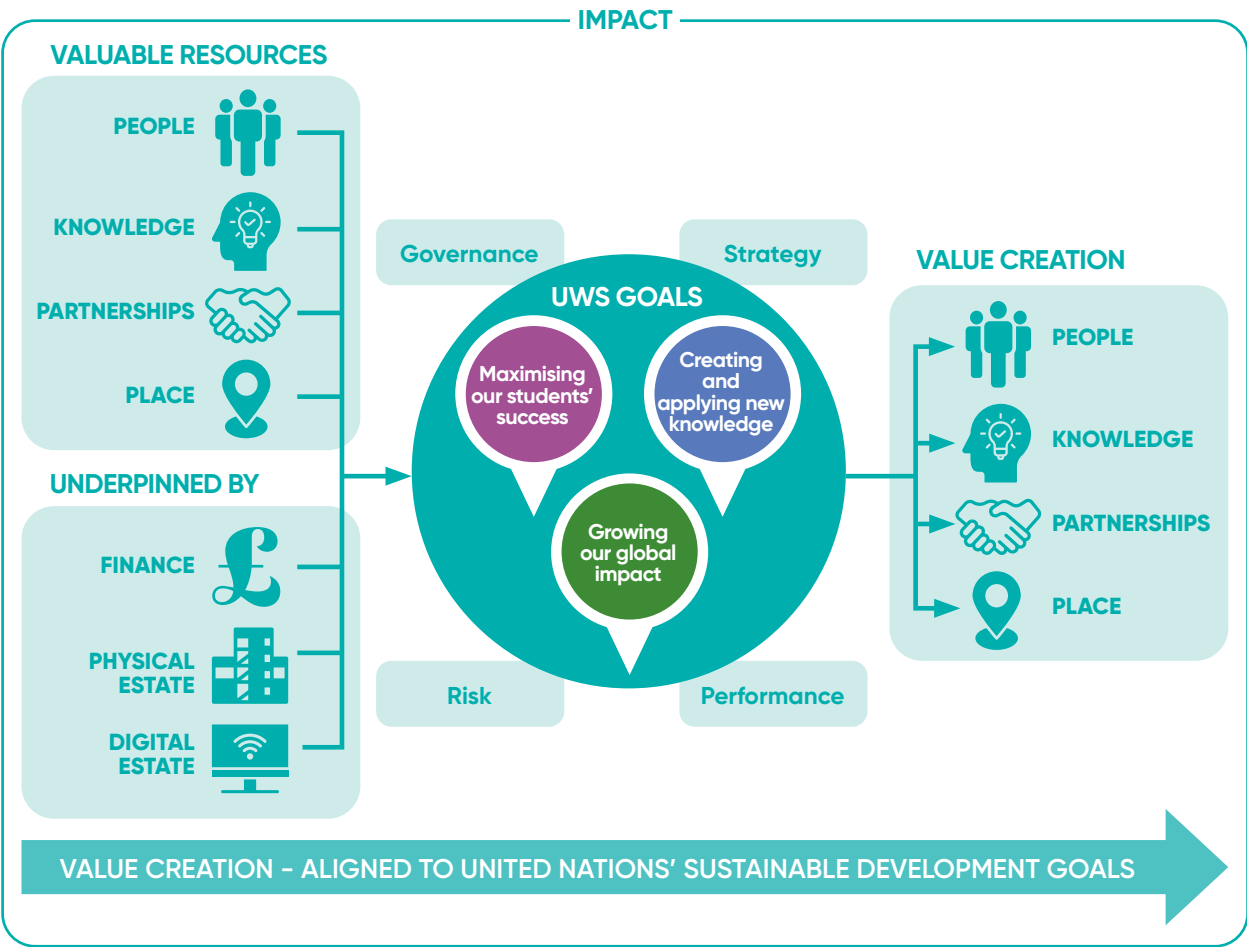 IMPACT
VALUABLE RESOURCES
PEOPLE
KNOWLEDGE
PARTNERSHIPS
PLACE
UNDERPINNED BY
FINANCE
£
PHYSICAL
ESTATE
DIGITAL
ESTATE
Governance
Strategy
UWS GOALS
Maximising
our students’
success
Creating
and
applying new
knowledge
Growing
our global
impact
Risk
Performance
VALUE CREATION
PEOPLE
KNOWLEDGE
PARTNERSHIPS
PLACE
VALUE CREATION - ALIGNED TO UNITED NATIONS’ SUSTAINABLE DEVELOPMENT GOALS